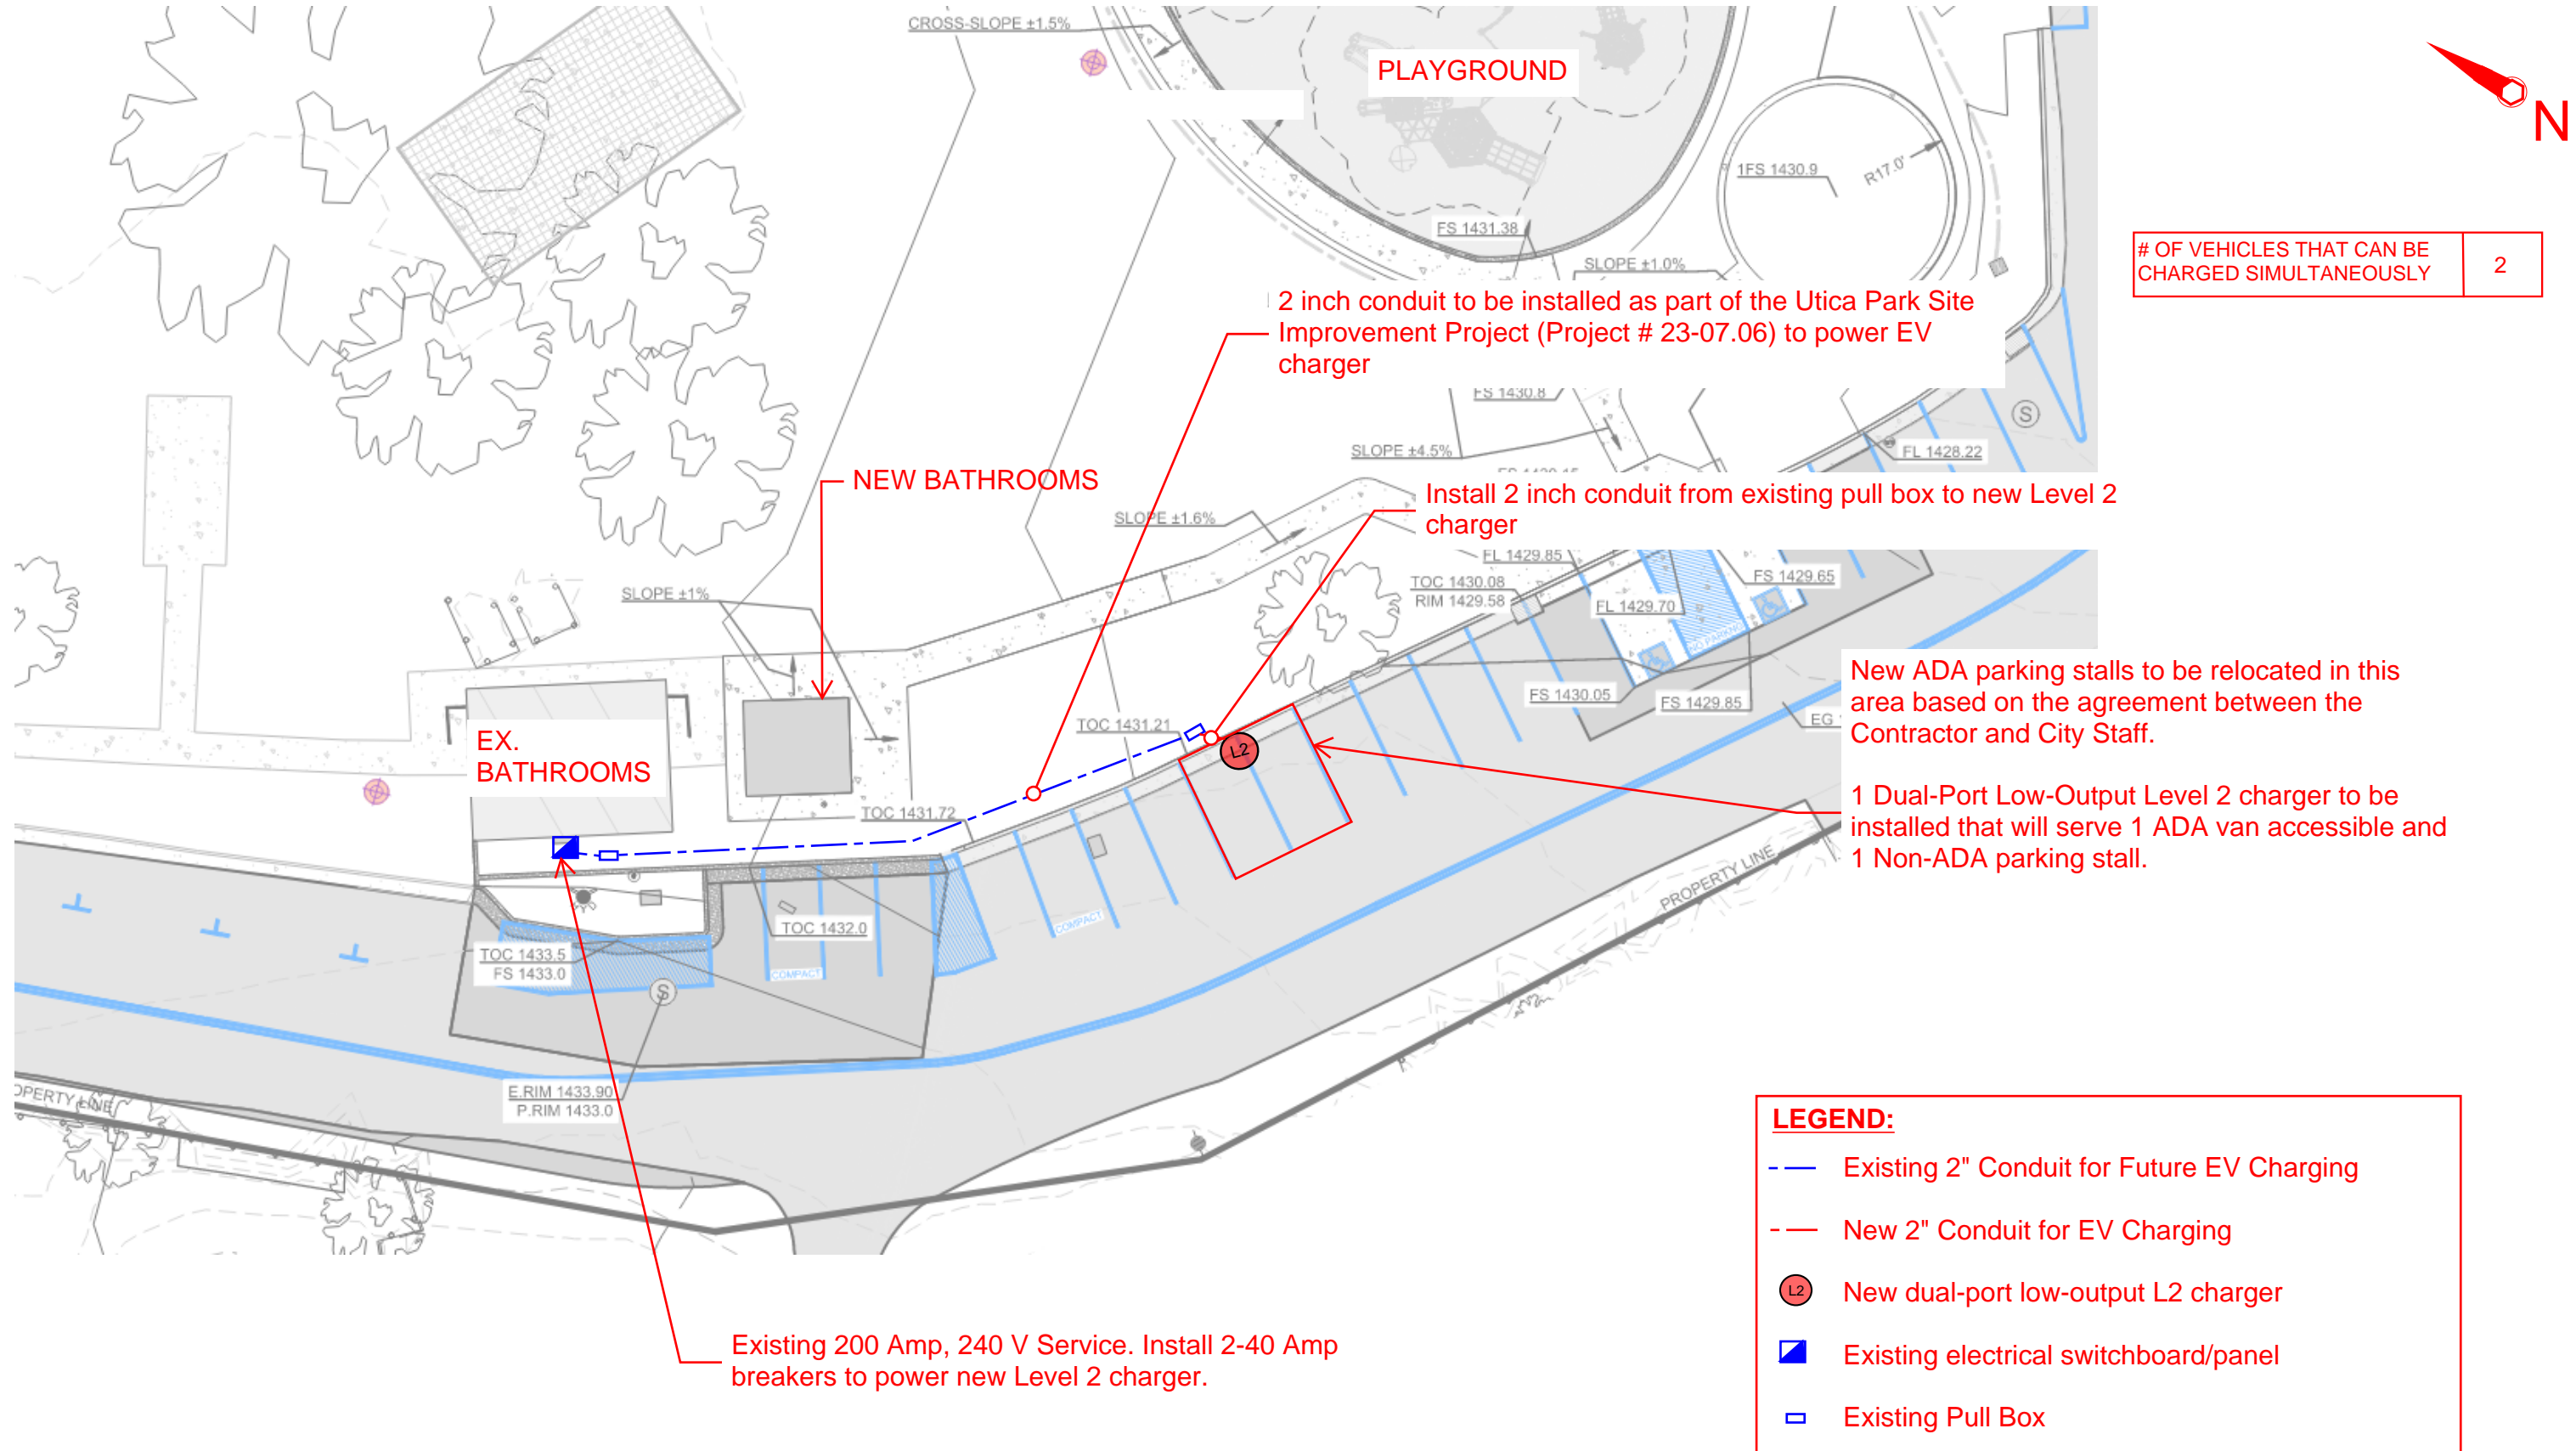 CROSS-SLOPE ±1.5%
PLAYGROUND
N
1FS 1430.9
R17.0'
FS 1431.38
SLOPE ±1.0%
# OF VEHICLES THAT CAN BE
CHARGED SIMULTANEOUSLY
2
2 inch conduit to be installed as part of the Utica Park Site
Improvement Project (Project # 23-07.06) to power EV
charger
FS 1430.8
S
SLOPE ±4.5%
FL 1428.22
NEW BATHROOMS
Install 2 inch conduit from existing pull box to new Level 2
charger
SLOPE ±1.6%
FL 1429.85
TOC 1430.08
RIM 1429.58
FS 1429.65
FL 1429.70
SLOPE ±1%
NO PARKING
New ADA parking stalls to be relocated in this
area based on the agreement between the
Contractor and City Staff.
FS 1430.05
FS 1429.85
EG
TOC 1431.21
L2
EX.
BATHROOMS
1 Dual-Port Low-Output Level 2 charger to be
installed that will serve 1 ADA van accessible and
1 Non-ADA parking stall.
TOC 1431.72
PROPERTY LINE
COMPACT
TOC 1432.0
TOC 1433.5
FS 1433.0
COMPACT
S
E.RIM 1433.90
P.RIM 1433.0
OPERTY LINE
LEGEND:
Existing 2" Conduit for Future EV Charging
New 2" Conduit for EV Charging
L2
New dual-port low-output L2 charger
Existing electrical switchboard/panel
Existing Pull Box
Existing 200 Amp, 240 V Service. Install 2-40 Amp
breakers to power new Level 2 charger.